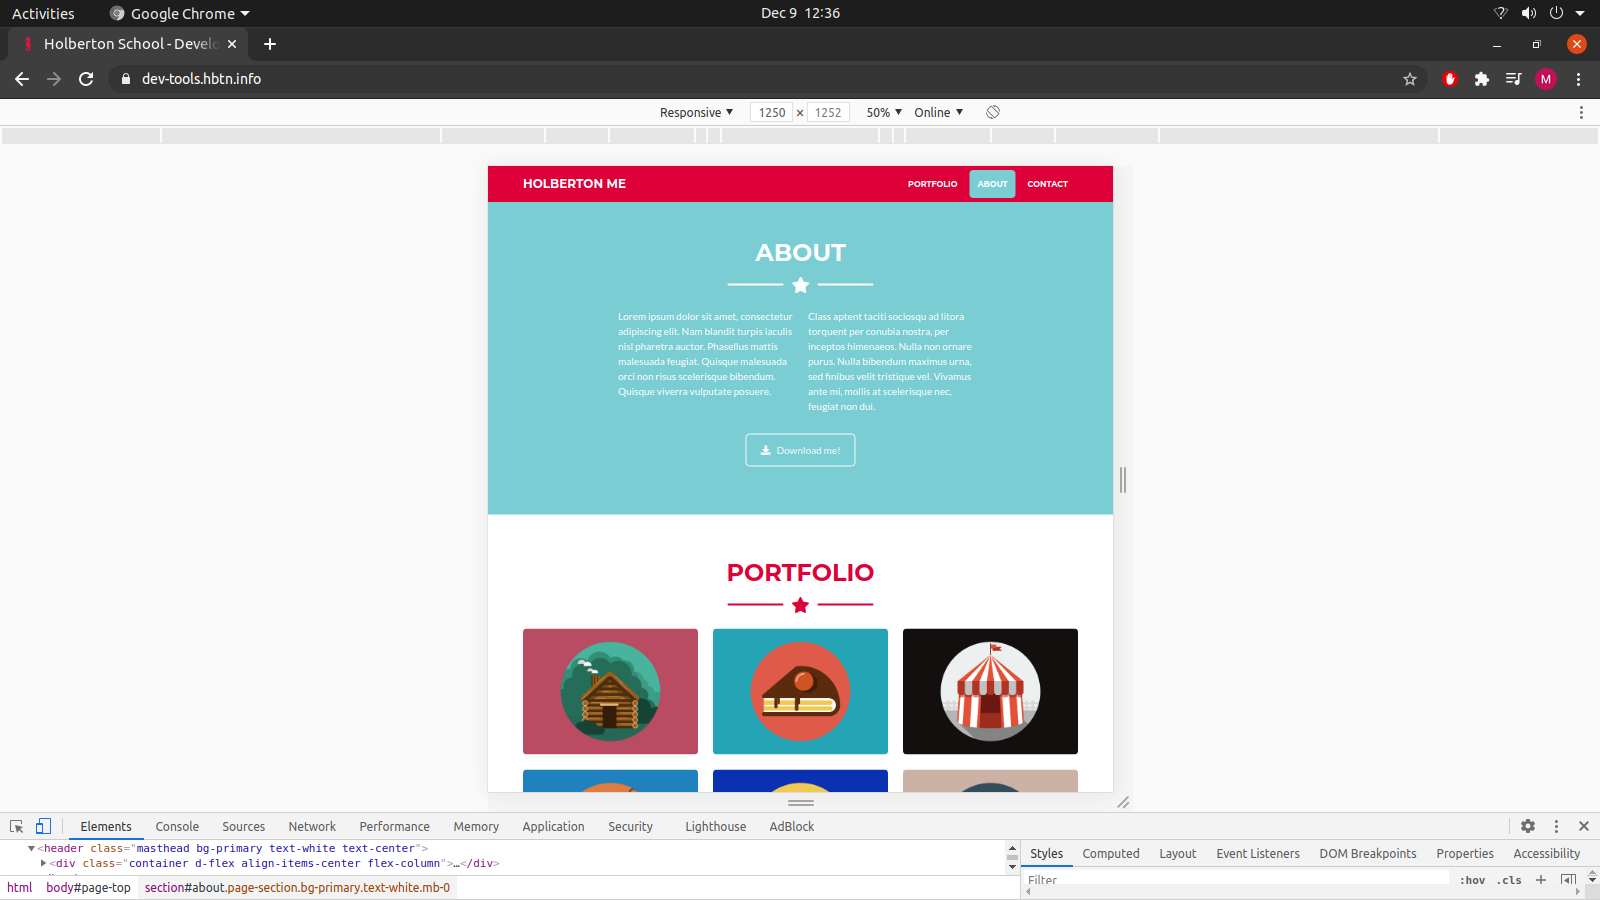 Activities
Google Chrome
Dec 9 12:36
Holberton School - Develo
dev-tools.hbtn.info
M
Responsive
1250 × 1252
50%
Online
HOLBERTON ME
PORTFOLIO
ABOUT
CONTACT
ABOUT
Lorem ipsum dolor sit amet, consectetur
adipiscing elit. Nam blandit turpis iaculis
nisl pharetra auctor. Phasellus mattis
malesuada feugiat. Quisque malesuada
orci non risus scelerisque bibendum.
Quisque viverra vulputate posuere.
Class aptent taciti sociosqu ad litora
torquent per conubia nostra, per
inceptos himenaeos. Nulla non ornare
purus. Nulla bibendum maximus urna,
sed finibus velit tristique vel. Vivamus
ante mi, mollis at scelerisque nec,
feugiat non dui.
Download me!
PORTFOLIO
Elements Console Sources Network Performance Memory Application Security Lighthouse AdBlock
<header class="masthead bg-primary text-white text-center">
<div class="container d-flex align-items-center flex-column">…</div>
html body#page-top section#about.page-section.bg-primary.text-white.mb-0
Styles Computed Layout Event Listeners DOM Breakpoints Properties Accessibility
Filter
:hov .cls